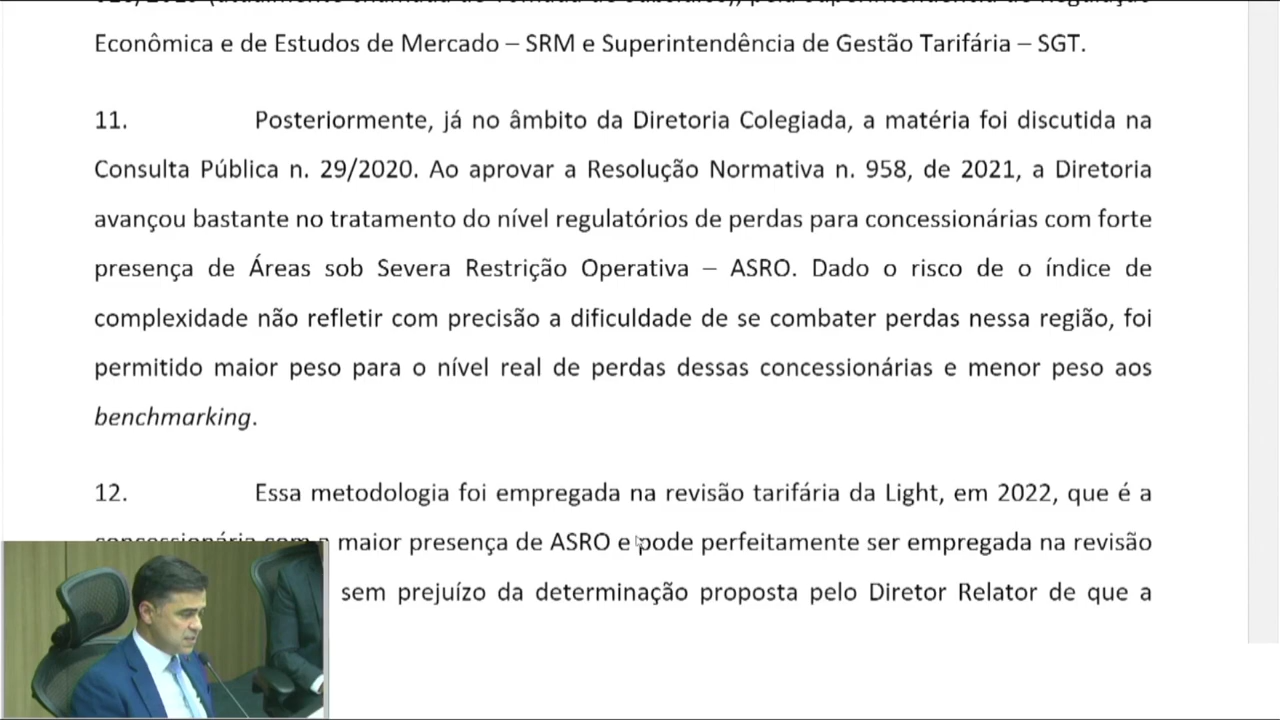 Econômica e de Estudos de Mercado – SRM e Superintendência de Gestão Tarifária – SGT.
11. Posteriormente, já no âmbito da Diretoria Colegiada, a matéria foi discutida na
Consulta Pública n. 29/2020. Ao aprovar a Resolução Normativa n. 958, de 2021, a Diretoria
avançou bastante no tratamento do nível regulatórios de perdas para concessionárias com forte
presença de Áreas sob Severa Restrição Operativa – ASRO. Dado o risco de o índice de
complexidade não refletir com precisão a dificuldade de se combater perdas nessa região, foi
permitido maior peso para o nível real de perdas dessas concessionárias e menor peso aos
benchmarking.
12. Essa metodologia foi empregada na revisão tarifária da Light, em 2022, que é a
maior presença de ASRO e pode perfeitamente ser empregada na revisão
sem prejuízo da determinação proposta pelo Diretor Relator de que a